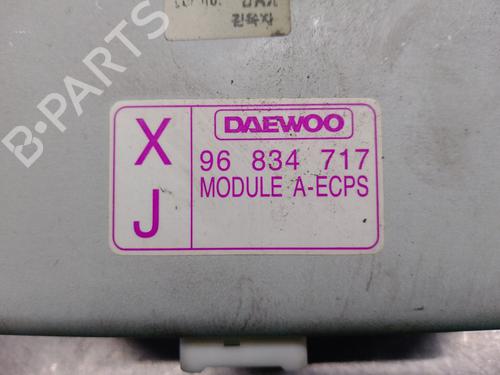 X
J
DAEWOO
96 834 717
MODULE A-ECPS
B-PARTS